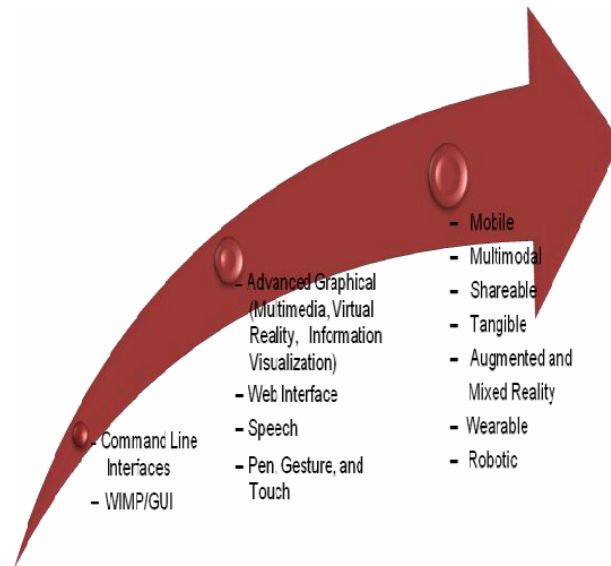 – Command Line
Interfaces
– WIMP/GUI
– Advanced Graphical
(Multimedia, Virtual
Reality, Information
Visualization)
– Web Interface
– Speech
– Pen, Gesture, and
Touch
– Mobile
– Multimodal
– Shareable
– Tangible
– Augmented and
Mixed Reality
– Wearable
– Robotic